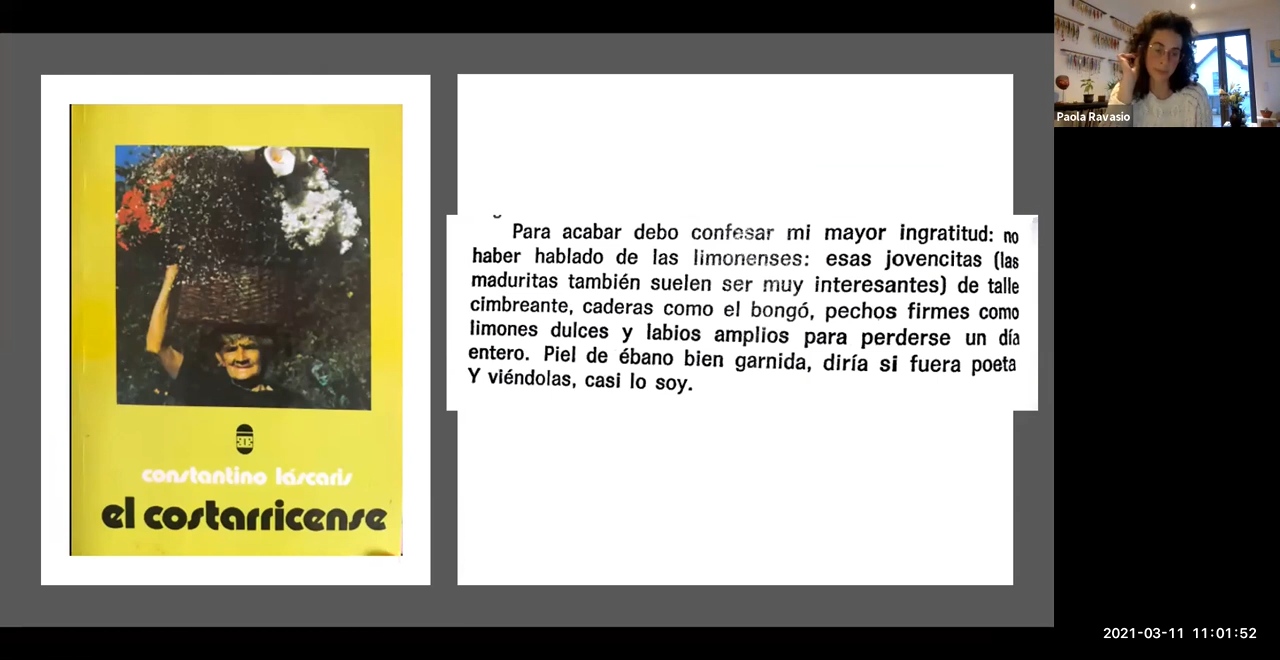 Paola Ravasio
Para acabar debo confesar mi mayor ingratitud: no
haber hablado de las limonenses: esas jovencitas (las
maduritas también suelen ser muy interesantes) de talle
cimbreante, caderas como el bongó, pechos firmes como
limones dulces y labios amplios para perderse un día
entero. Piel de ébano bien garnida, diría si fuera poeta
Y viéndolas, casi lo soy.
constantino láscaris
el costarricense
2021-03-11 11:01:52